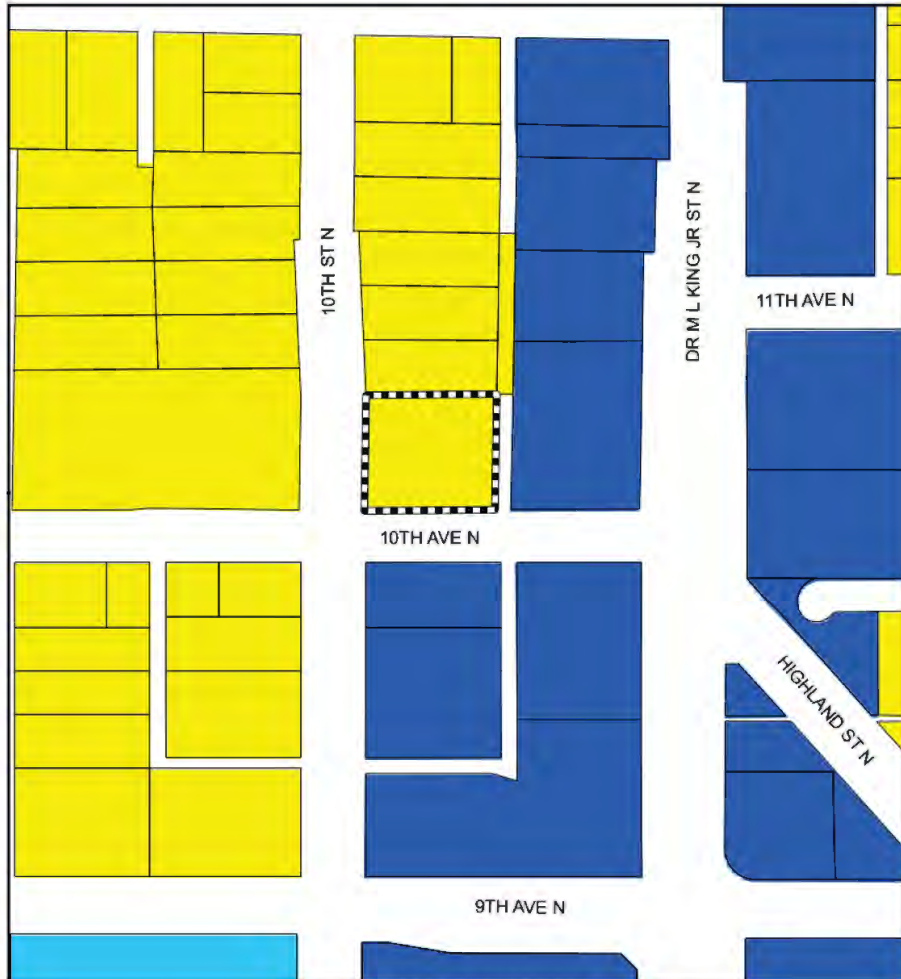 10TH ST N
DR M L KING JR ST N
11TH AVE N
10TH AVE N
HIGHLAND ST N
9TH AVE N